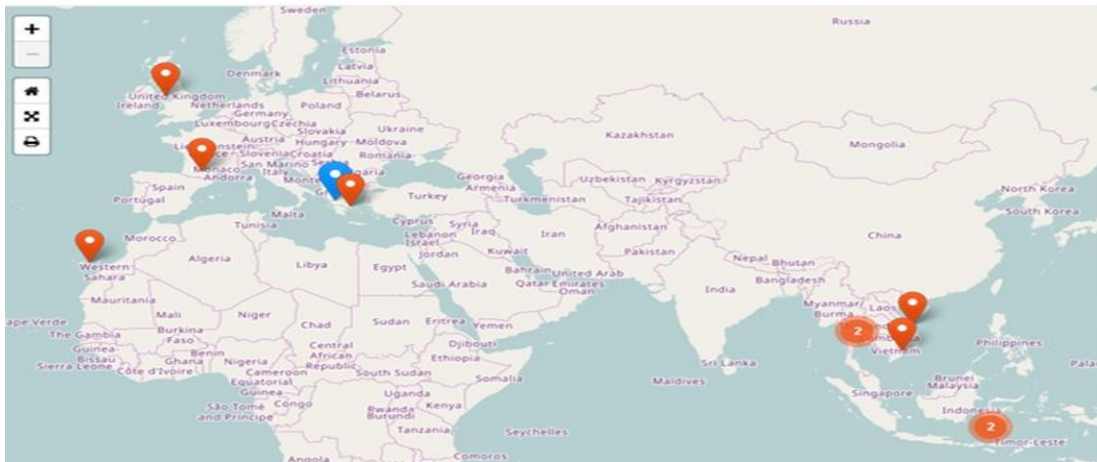 Sweden
Russia
+
−
Estonia
Latvia
Denmark
Lithuania
United Kingdom
Belarus
Ireland
Netherlands
Poland
Germany
Luxembourg
Czechia
Slovakia
Ukraine
Kazakhstan
Austria
Hungary
Moldova
Mongolia
Slovenia
Croatia
Romania
San Marino
Monaco
Italy
Andorra
Georgia
Uzbekistan
Kyrgyzstan
Spain
Armenia
North Korea
Portugal
Turkey
Turkmenistan
Tajikistan
South Korea
Malta
Cyprus
Syria
Afghanistan
China
Tunisia
Lebanon
Iraq
Iran
Morocco
Israel
Algeria
Jordan
Kuwait
Pakistan
Libya
Egypt
Nepal
Bhutan
Western
Sahara
Bahrain
United Arab
Emirates
Bangladesh
Qatar
Saudi Arabia
Oman
India
Mauritania
Myanmar/
Burma
Laos
Mali
Niger
Cape Verde
Chad
Sudan
Eritrea
Yemen
The Gambia
Burkina
Faso
2
Guinea-
Bissau
Guinea
Benin
Central
African
Republic
Djibouti
Philippines
Ghana
Nigeria
Ethiopia
Vietnam
Sierra Leone
Côte d'Ivoire
Cameroon
South Sudan
Sri Lanka
Equatorial
Guinea
Somalia
Maldives
Brunei
Malaysia
Congo
Uganda
Singapore
São Tomé
and Príncipe
Rwanda
Burundi
Kenya
Indonesia
Tanzania
Seychelles
2
Timor-Leste
Angola
Comoros